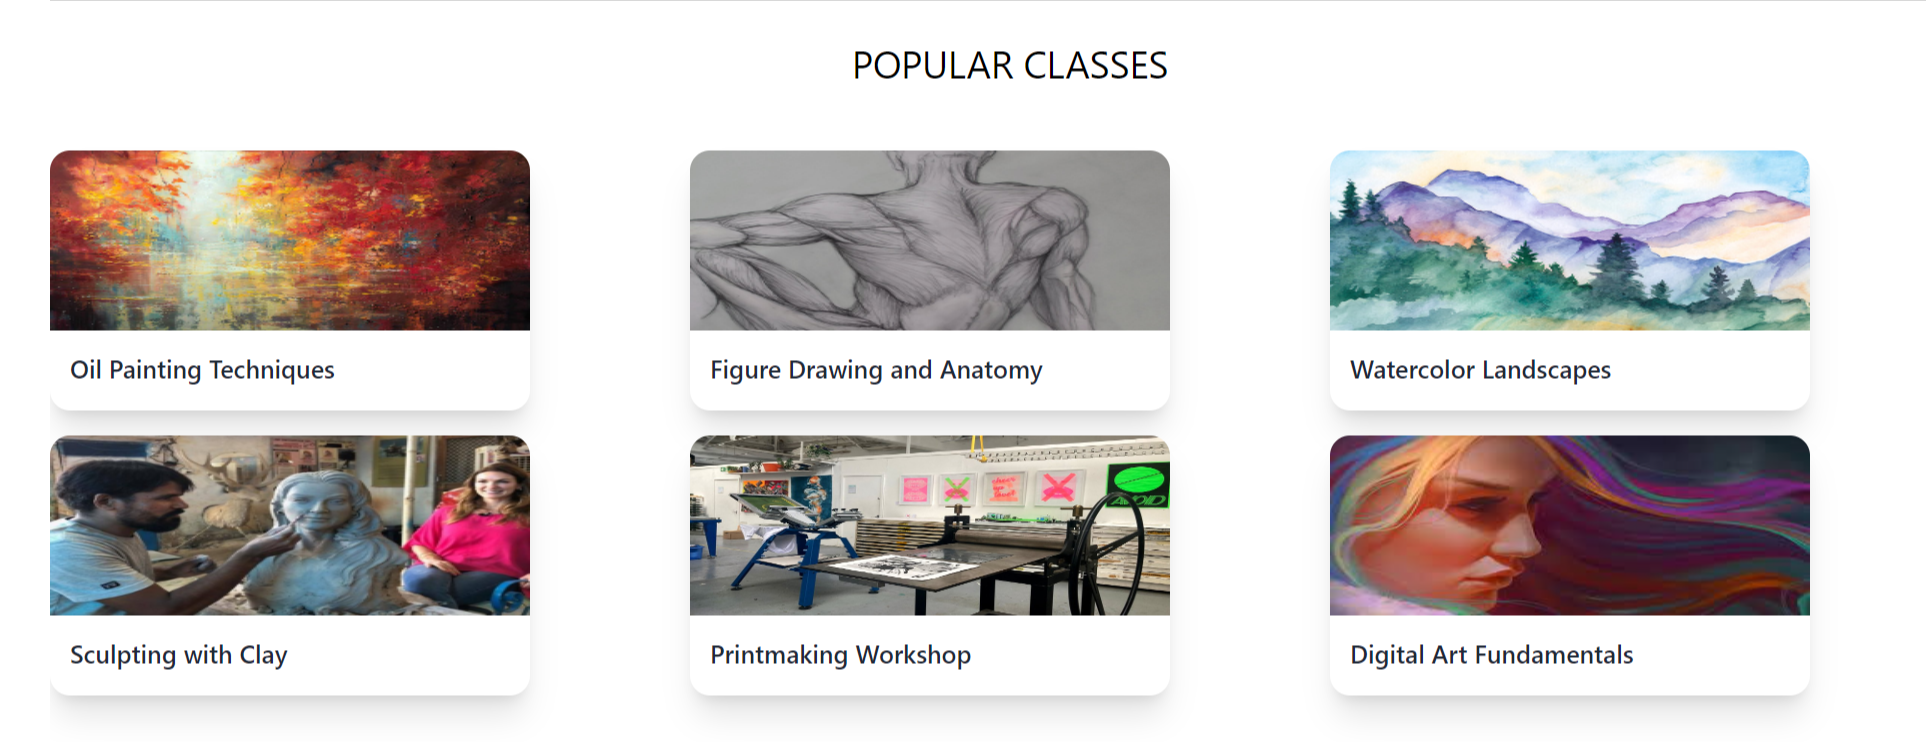 POPULAR CLASSES
Oil Painting Techniques
Figure Drawing and Anatomy
Watercolor Landscapes
Sculpting with Clay
Printmaking Workshop
Digital Art Fundamentals